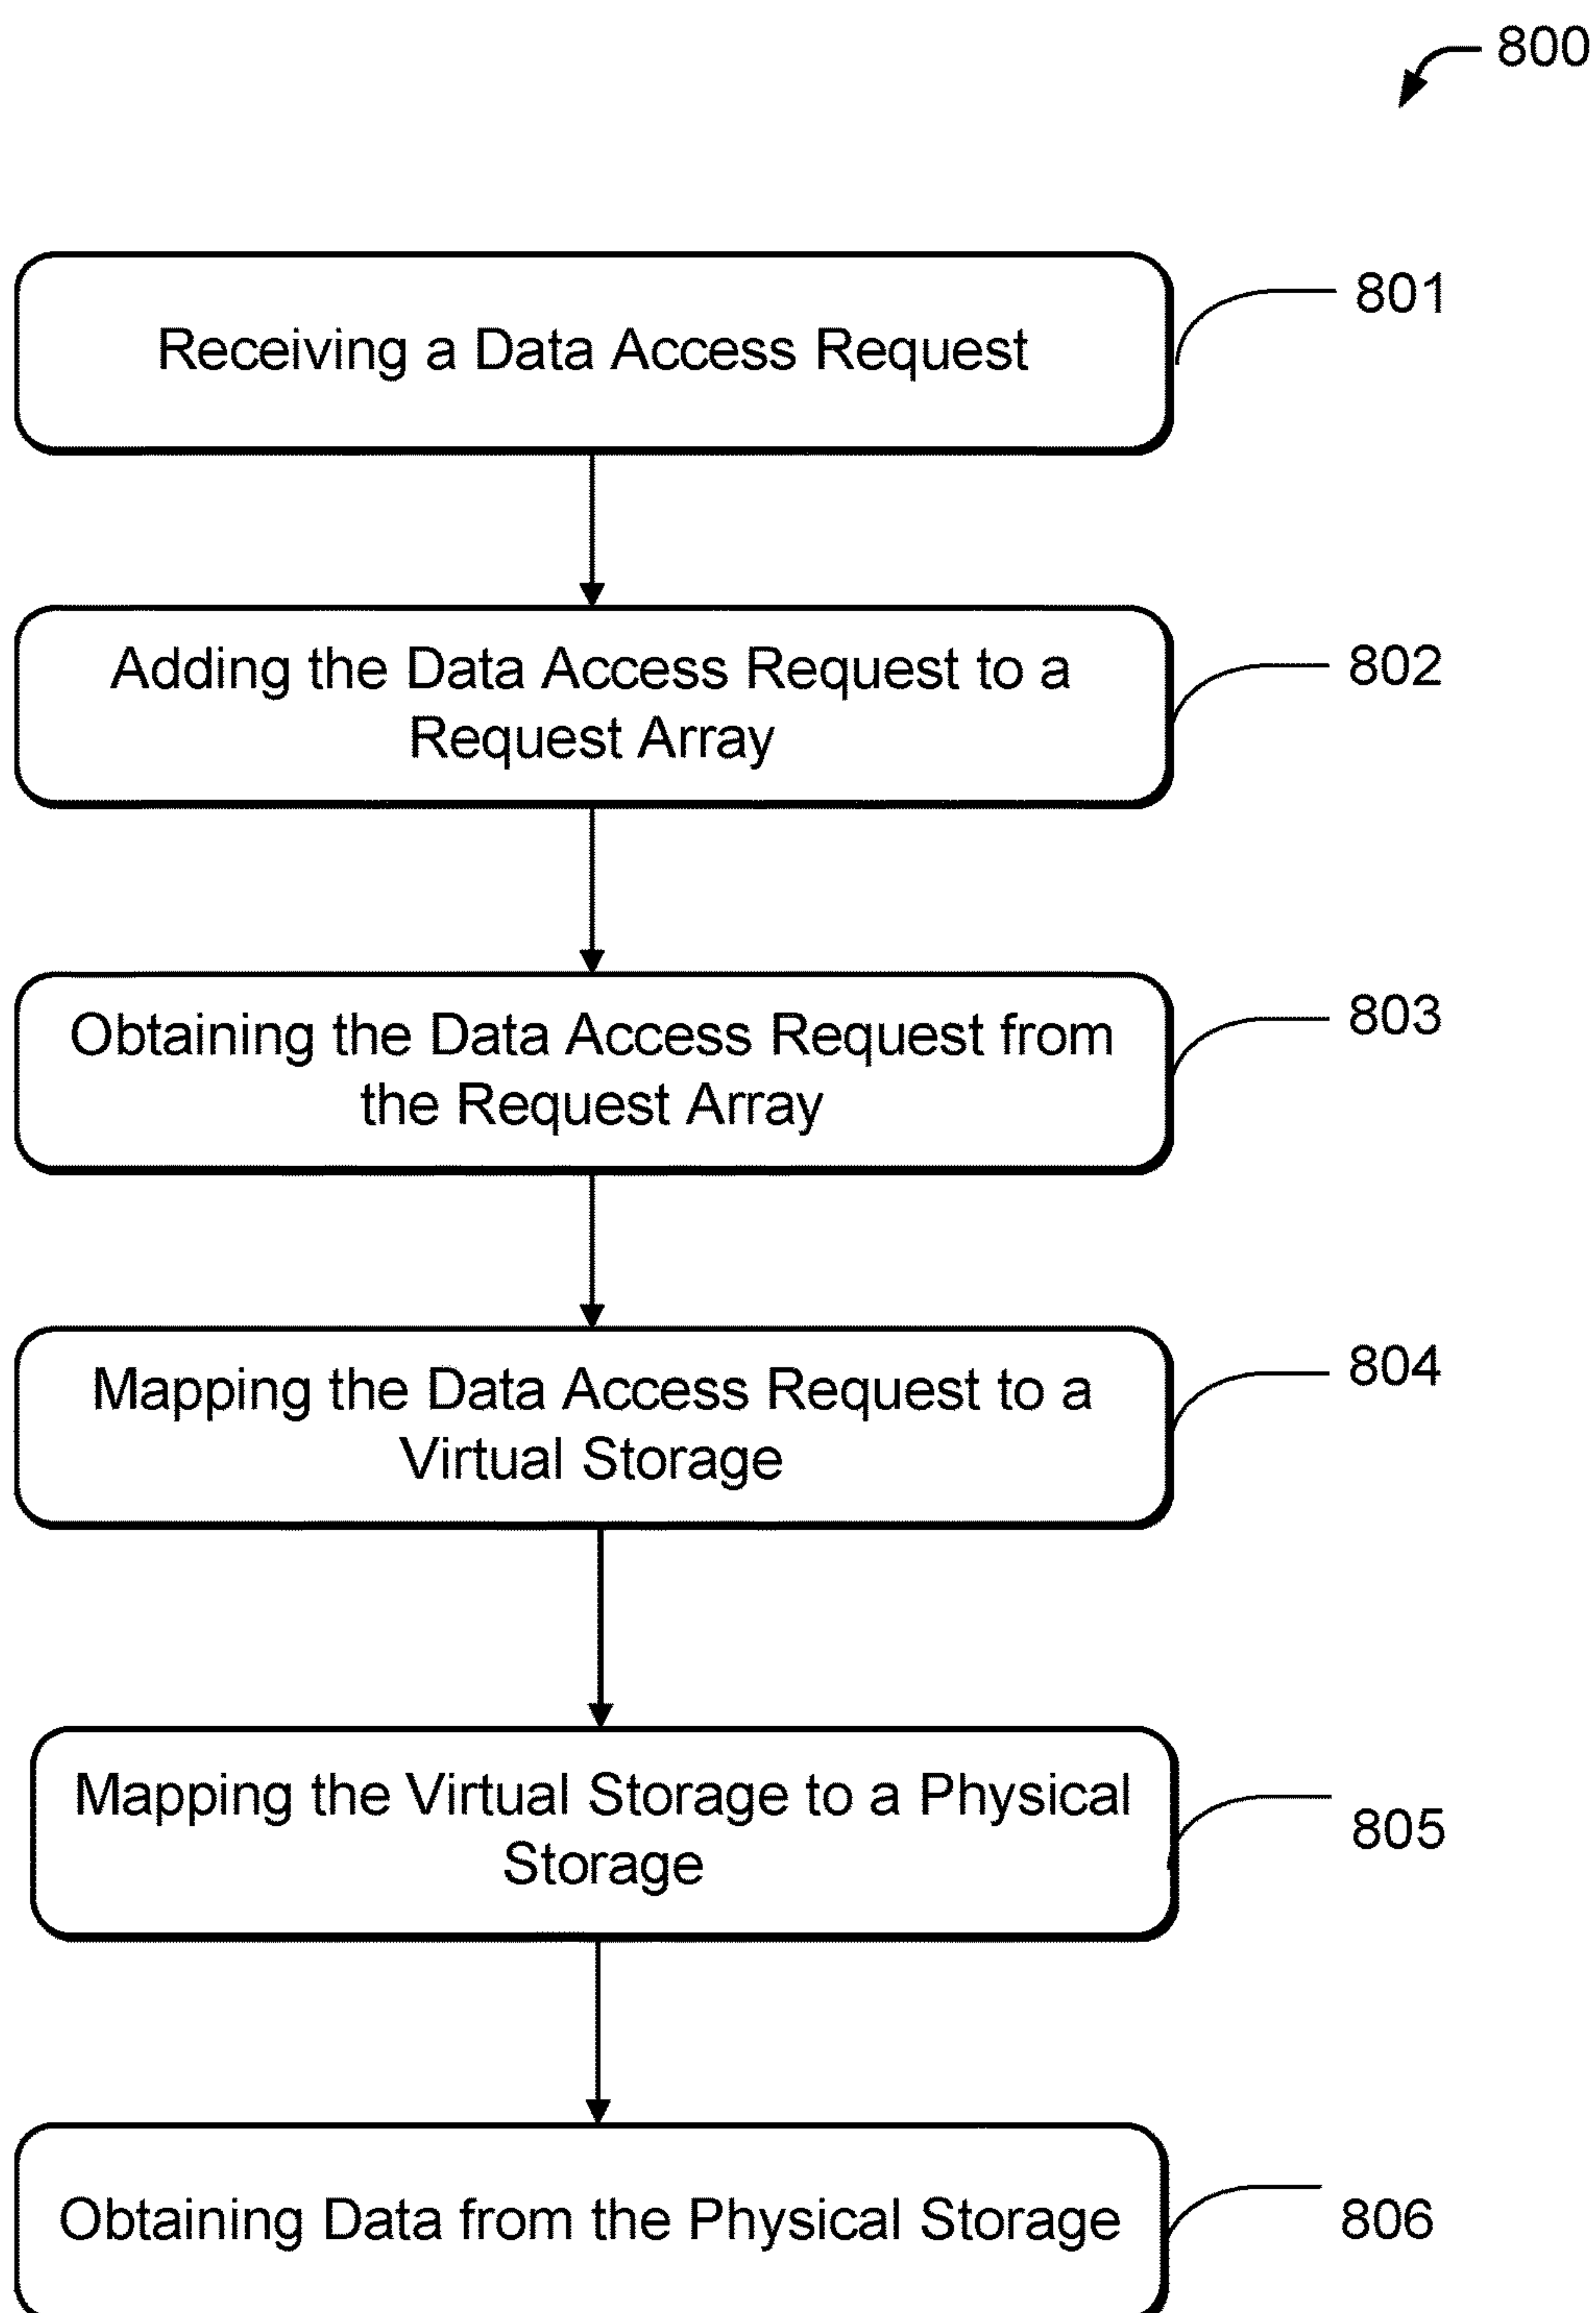 800
Receiving a Data Access Request
801
Adding the Data Access Request to a
Request Array
802
Obtaining the Data Access Request from
the Request Array
803
Mapping the Data Access Request to a
Virtual Storage
804
Mapping the Virtual Storage to a Physical
Storage
805
Obtaining Data from the Physical Storage
806